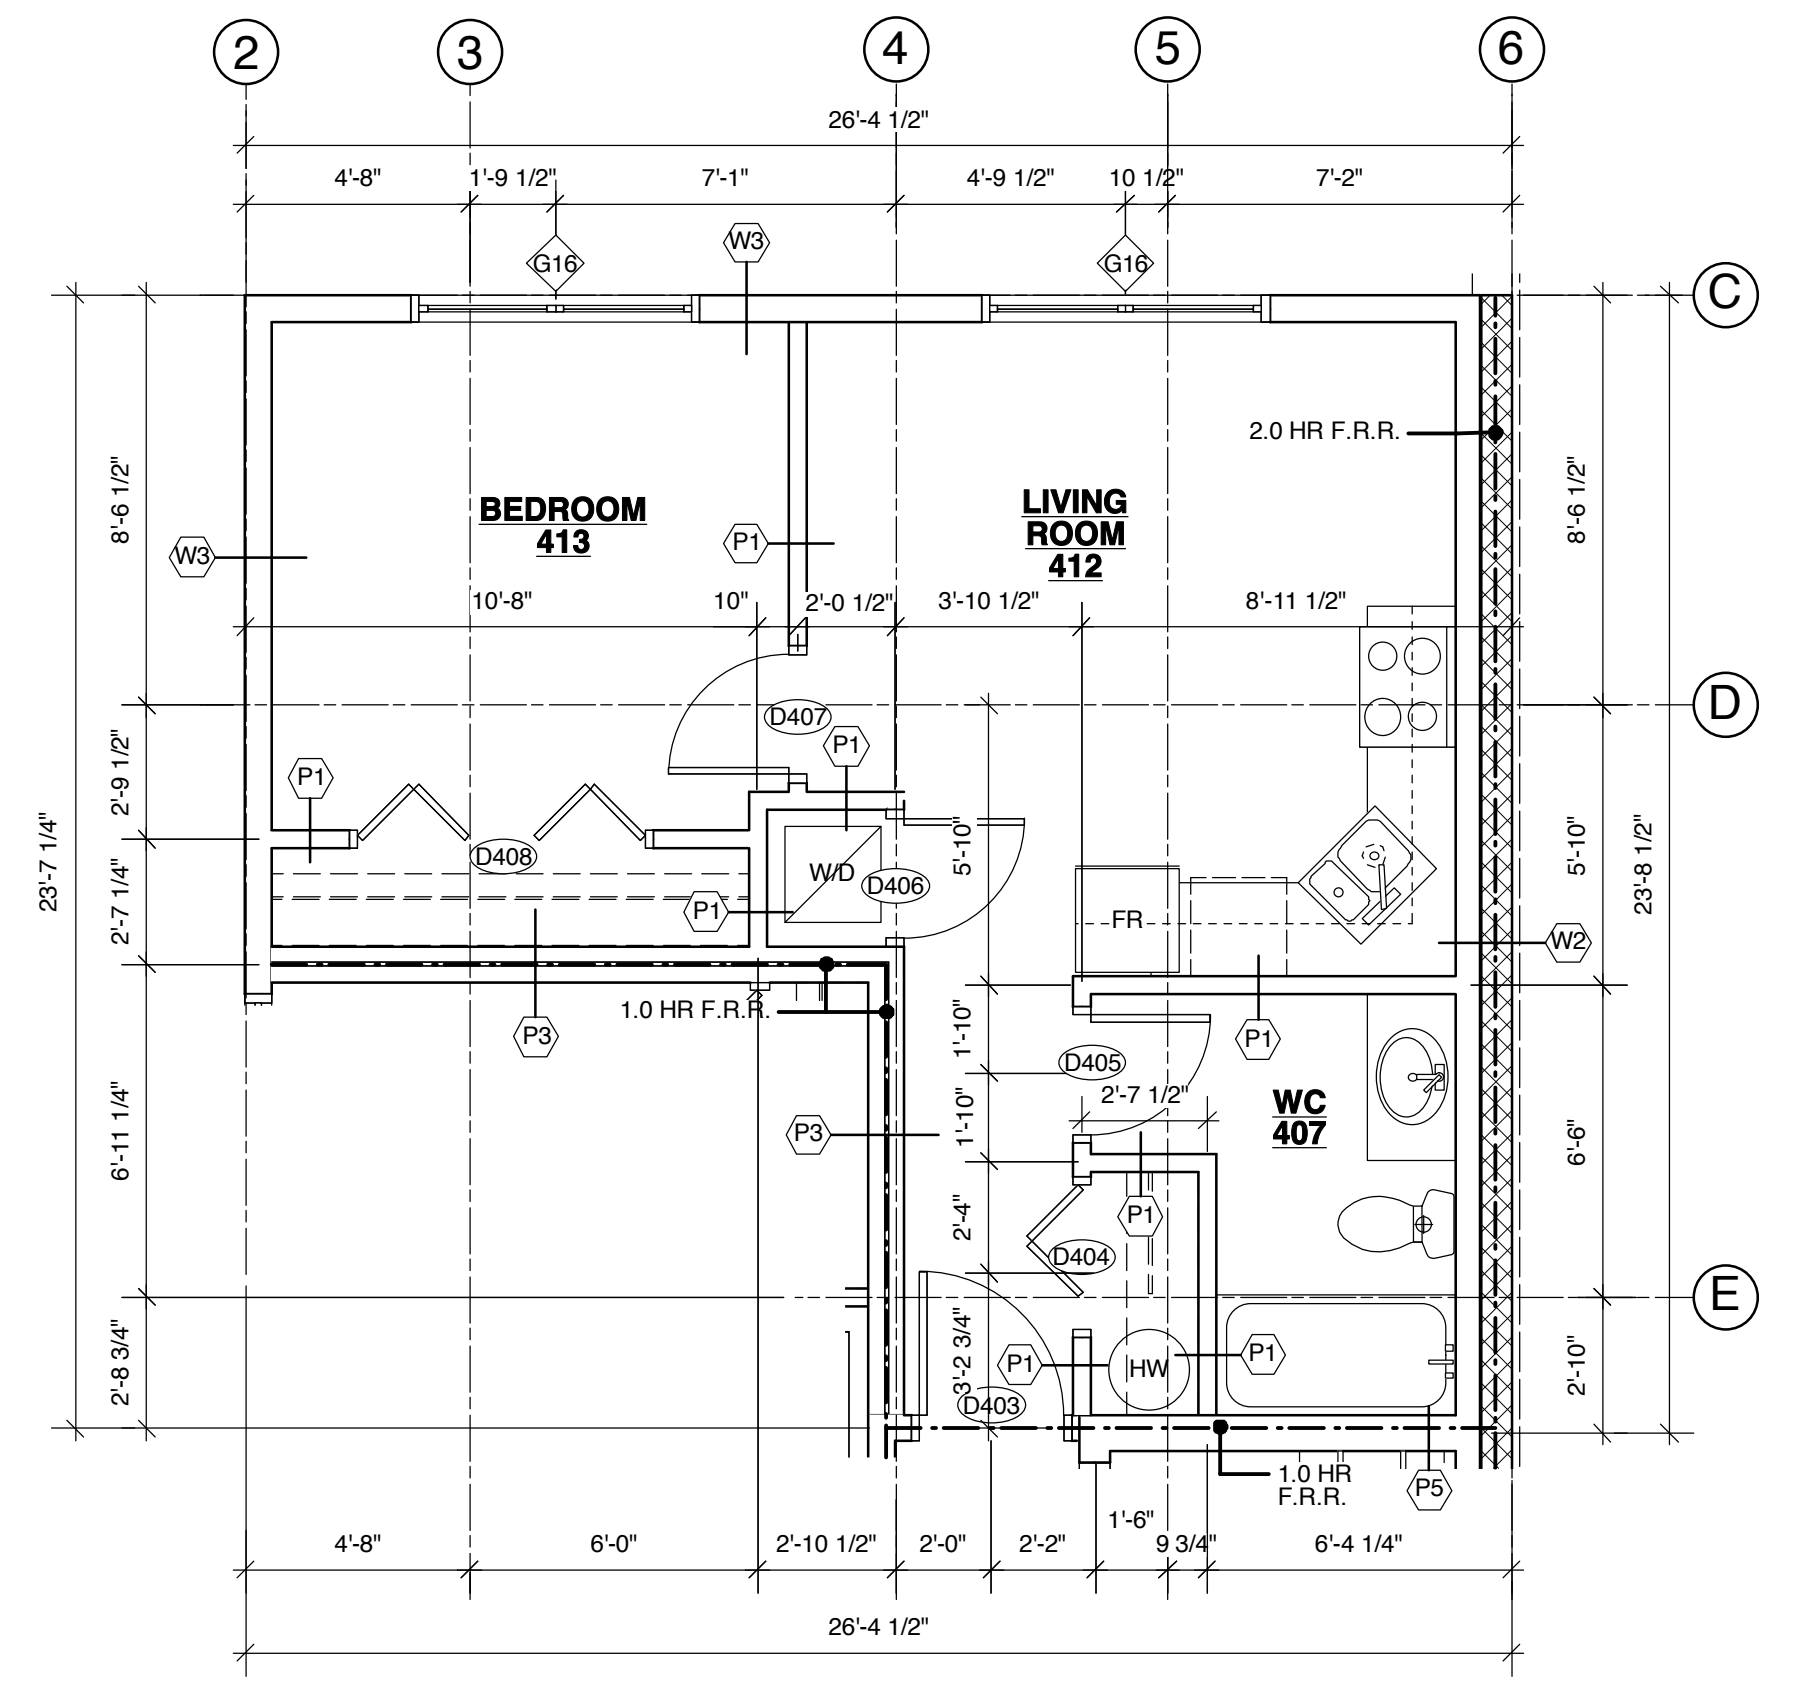 2 3 4 5 6
26'-4 1/2"
4'-8" 1'-9 1/2" 7'-1" 4'-9 1/2" 10 1/2" 7'-2"
W3
G16 G16
C
2.0 HR F.R.R.
8'-6 1/2" 8'-6 1/2"
BEDROOM
413
LIVING
ROOM
412
W3 P1
10'-8" 10" 2'-0 1/2" 3'-10 1/2" 8'-11 1/2"
D
D407
P1
P1
2'-9 1/2"
5'-10" 5'-10"
23'-7 1/4" 23'-8 1/2"
D408 W/D D406
P1
FR
2'-7 1/4"
W2
1.0 HR F.R.R.
P3 P1
1'-10"
D405
2'-7 1/2"
WC
407
P3
1'-10"
6'-11 1/4" 6'-6"
2'-4"
P1
D404
E
3'-2 3/4"
P1 HW P1
2'-8 3/4" 2'-10"
D403
1.0 HR
F.R.R.
P5
4'-8" 6'-0" 2'-10 1/2" 2'-0" 2'-2" 1'-6" 9 3/4" 6'-4 1/4"
26'-4 1/2"